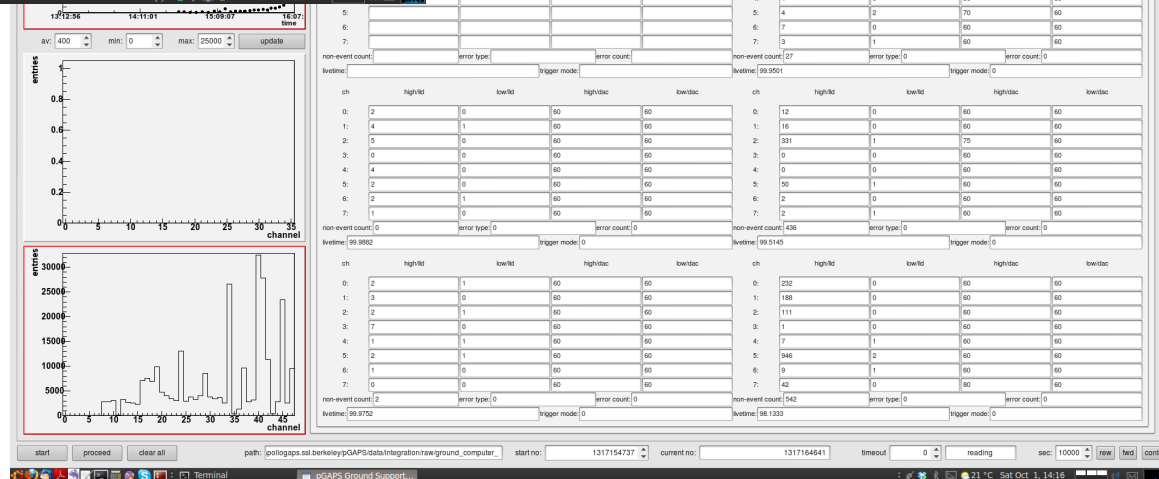 13:12:56 14:11:01 15:09:07 16:07:
time
av: 400 min: 0 max: 25000 update
entries
1
0.8
0.6
0.4
0.2
0
0 5 10 15 20 25 30 35
channel
entries
30000
25000
20000
15000
10000
5000
0
0 5 10 15 20 25 30 35 40 45
channel
5:
6:
7:
non-event count: error type: error count:
livetime: trigger mode:
5: 4 2 70 60
6: 7 0 60 60
7: 3 1 60 60
non-event count: 27 error type: 0 error count: 0
livetime: 99.9501 trigger mode: 0
ch high/lld low/lld high/dac low/dac
0: 2 0 60 60
1: 4 1 60 60
2: 5 0 60 60
3: 0 0 60 60
4: 4 0 60 60
5: 2 0 60 60
6: 2 1 60 60
7: 1 0 60 60
non-event count: 0 error type: 0 error count: 0
livetime: 99.9882 trigger mode: 0
ch high/lld low/lld high/dac low/dac
0: 12 0 60 60
1: 16 0 60 60
2: 331 1 75 60
3: 0 0 60 60
4: 0 0 60 60
5: 50 1 60 60
6: 2 0 60 60
7: 2 1 60 60
non-event count: 436 error type: 0 error count: 0
livetime: 99.5145 trigger mode: 0
ch high/lld low/lld high/dac low/dac
0: 2 1 60 60
1: 3 0 60 60
2: 2 1 60 60
3: 7 0 60 60
4: 1 1 60 60
5: 2 1 60 60
6: 1 0 60 60
7: 0 0 60 60
non-event count: 2 error type: 0 error count: 0
livetime: 99.9752 trigger mode: 0
ch high/lld low/lld high/dac low/dac
0: 232 0 60 60
1: 188 0 60 60
2: 111 0 60 60
3: 1 0 60 60
4: 7 1 60 60
5: 946 2 60 60
6: 9 1 60 60
7: 42 0 80 60
non-event count: 542 error type: 0 error count: 0
livetime: 98.1333 trigger mode: 0
start proceed clear all path: ipollogaps.ssl.berkeley/pGAPS/data/integration/raw/ground_computer_ start no: 1317154737 current no: 1317164641 timeout 0 reading sec: 10000 rew fwd cont
Terminal pGAPS Ground Support... 21 °C Sat Oct 1, 14:16